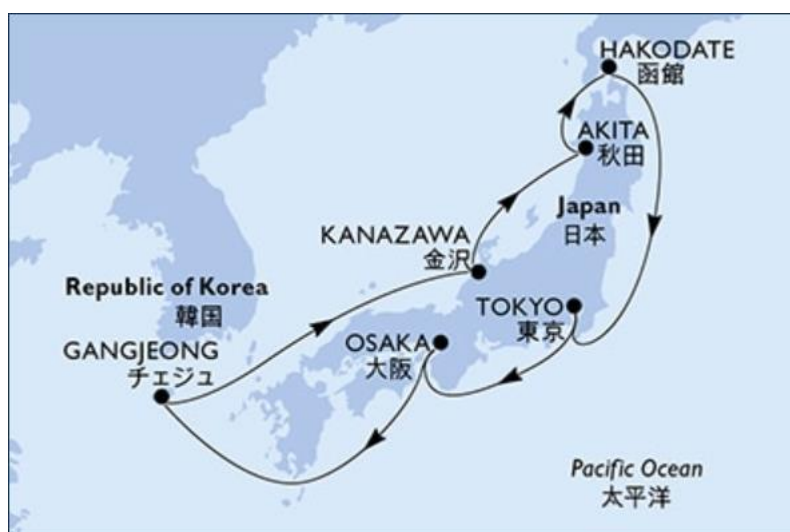 HAKODATE
函館
AKITA
秋田
Japan
日本
KANAZAWA
金沢
Republic of Korea
韓国
TOKYO
東京
GANGJEONG
チェジュ
OSAKA
大阪
Pacific Ocean
太平洋